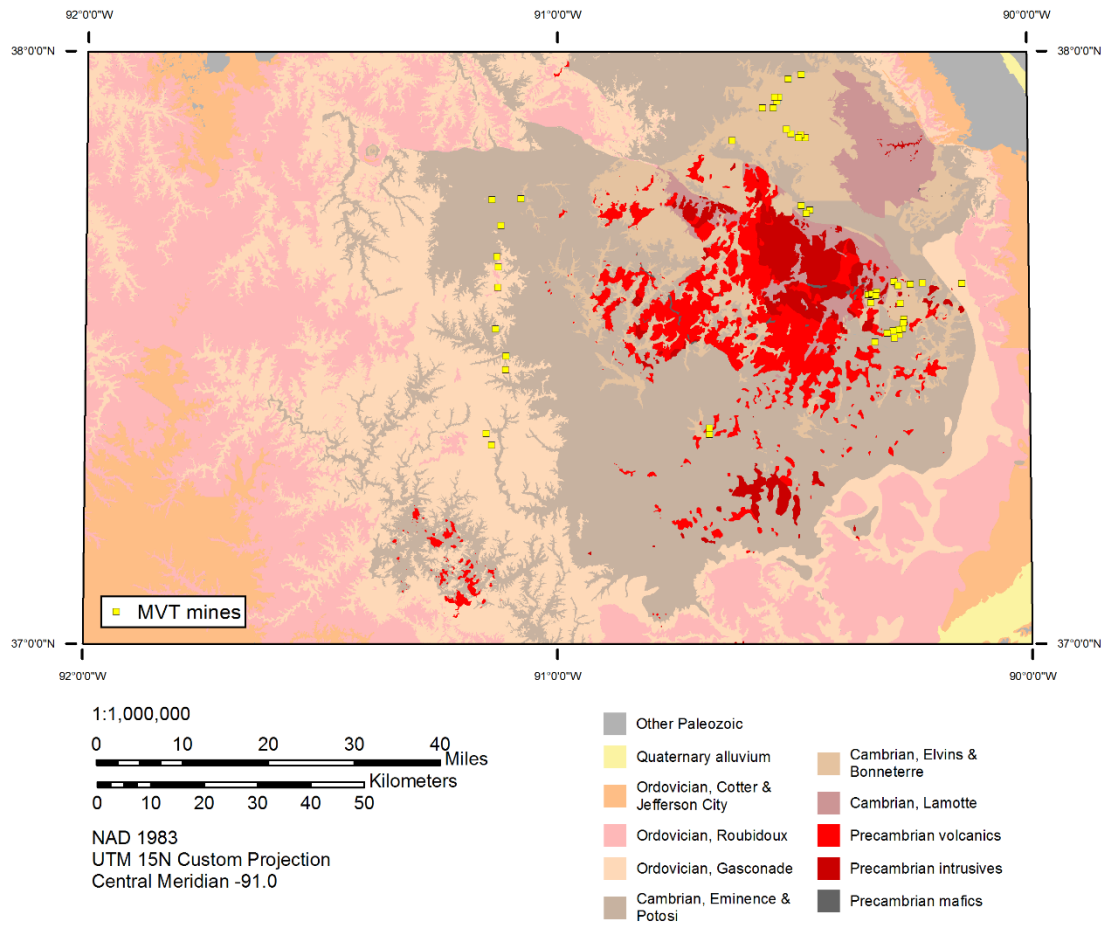 92°0'0"W 91°0'0"W 90°0'0"W
38°0'0"N 38°0'0"N
MVT mines
37°0'0"N 37°0'0"N
92°0'0"W 91°0'0"W 90°0'0"W
1:1,000,000
0 10 20 30 40 Miles
Kilometers
0 10 20 30 40 50
NAD 1983
UTM 15N Custom Projection
Central Meridian -91.0
Other Paleozoic
Quaternary alluvium
Ordovician, Cotter &
Jefferson City
Ordovician, Roubidoux
Ordovician, Gasconade
Cambrian, Eminence &
Potosi
Cambrian, Elvins &
Bonneterre
Cambrian, Lamotte
Precambrian volcanics
Precambrian intrusives
Precambrian mafics